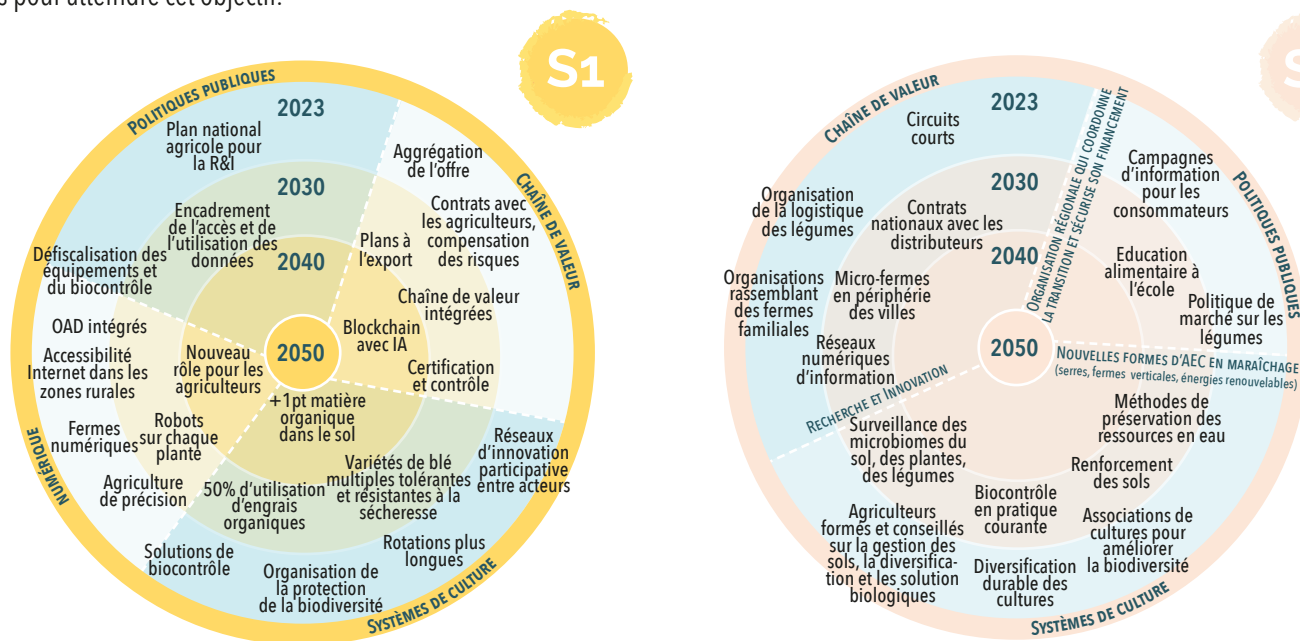 s pour atteindre cet objectif.
S1
POLITIQUES PUBLIQUES
2023
Plan national
agricole pour
la R&I
2030
Encadrement
de l'accès et de
l'utilisation des
données
2040
Défiscalisation des
équipements et
du biocontrôle
CHAÎNE DE VALEUR
Aggrégation
de l'offre
Contrats avec
les agriculteurs,
compensation
des risques
Plans à
l'export
Chaîne de valeur
intégrées
Blockchain
avec IA
Certification
et contrôle
2050
NUMÉRIQUE
OAD intégrés
Accessibilité
Internet dans les
zones rurales
Nouveau
rôle pour les
agriculteurs
Fermes
numériques
Robots
sur chaque
plante
Agriculture
de précision
SYSTÈMES DE CULTURE
+1pt matière
organique
dans le sol
Réseaux
d'innovation
participative
entre acteurs
Variétés de blé
multiples tolérantes
et résistantes à la
sécheresse
50% d'utilisation
d'engrais
organiques
Rotations plus
longues
Solutions de
biocontrôle
Organisation de
la protection
de la biodiversité
S
CHAÎNE DE VALEUR
2023
Circuits
courts
2030
Organisation
de la logistique
des légumes
Contrats
nationaux avec les
distributeurs
2040
Organisations
rassemblant
des fermes
familiales
Micro-fermes
en périphérie
des villes
Réseaux
numériques
d'information
2050
ORGANISATION RÉGIONALE QUI COORDONNE
LA TRANSITION ET SÉCURISE SON FINANCEMENT
POLITIQUES PUBLIQUES
Campagnes
d'information
pour les
consommateurs
Education
alimentaire à
l'école
Politique de
marché sur les
légumes
NOUVELLES FORMES D'AEC EN MARAÎCHAGE
(serres, fermes verticales, énergies renouvelables)
RECHERCHE ET INNOVATION
Méthodes de
préservation des
ressources en eau
Surveillance des
microbiomes du
sol, des plantes,
des légumes
Renforcement
des sols
Biocontrôle
en pratique
courante
Agriculteurs
formés et conseillés
sur la gestion des
sols, la diversifica-
tion et les solution
biologiques
Associations de
cultures pour
améliorer
la biodiversité
Diversification
durable des
cultures
SYSTÈMES DE CULTURE